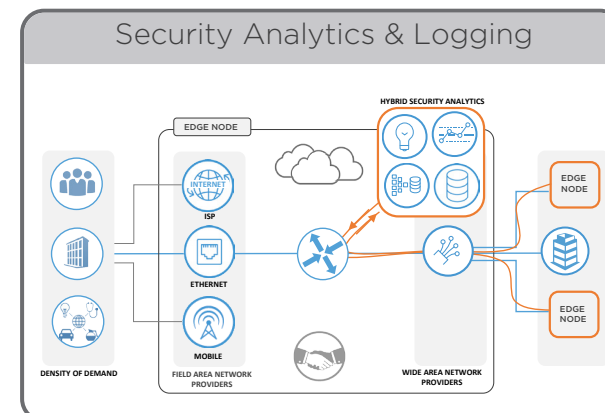 Security Analytics & Logging
HYBRID SECURITY ANALYTICS
EDGE NODE
INTERNET
ISP
ETHERNET
MOBILE
DENSITY OF DEMAND
FIELD AREA NETWORK
PROVIDERS
WIDE AREA NETWORK
PROVIDERS
EDGE
NODE
EDGE
NODE